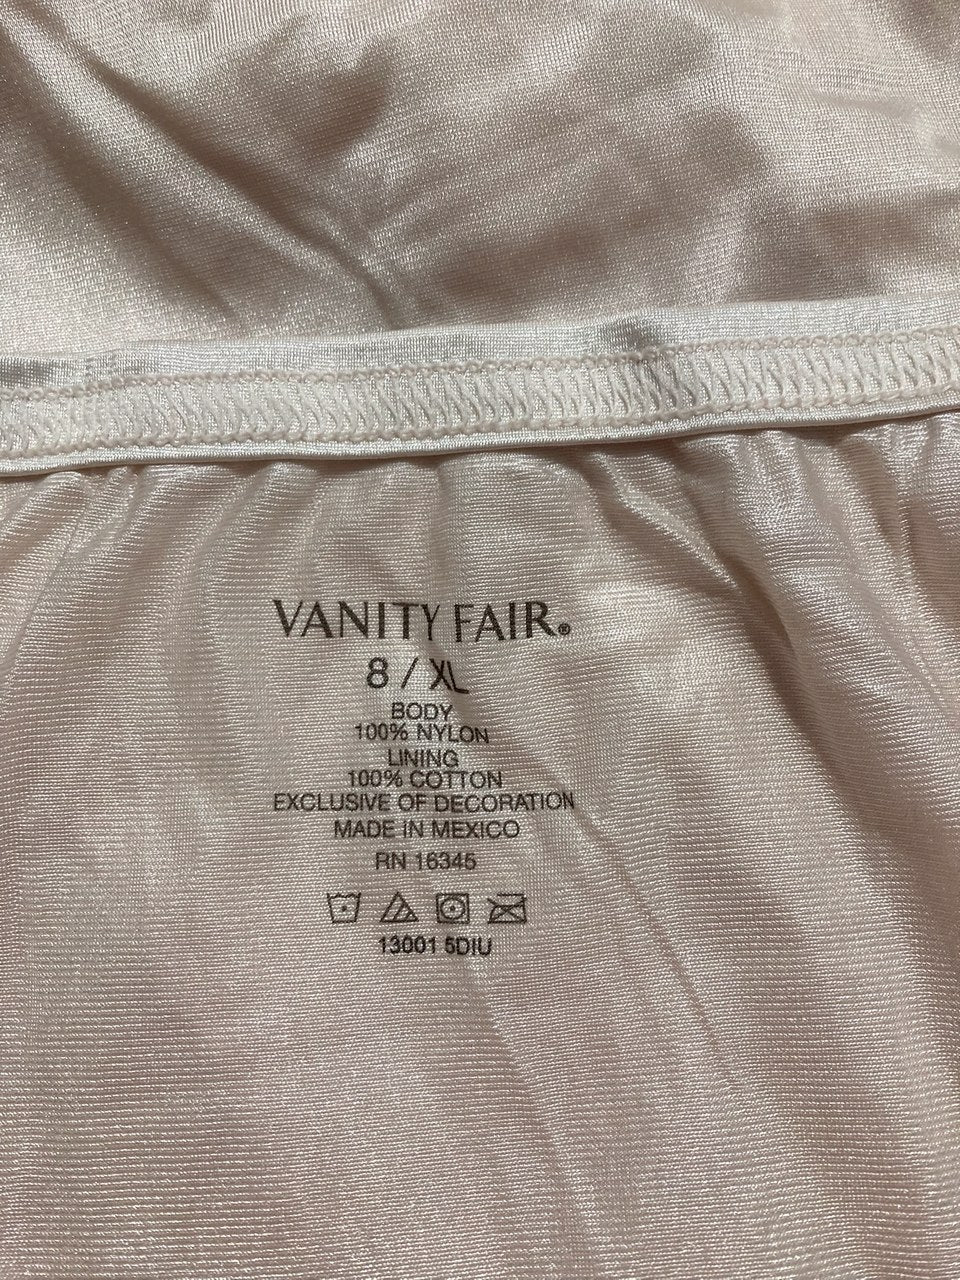 VANITY FAIR®
8 / XL
BODY
100% NYLON
LINING
100% COTTON
EXCLUSIVE OF DECORATION
MADE IN MEXICO
RN 16345
13001 5DIU